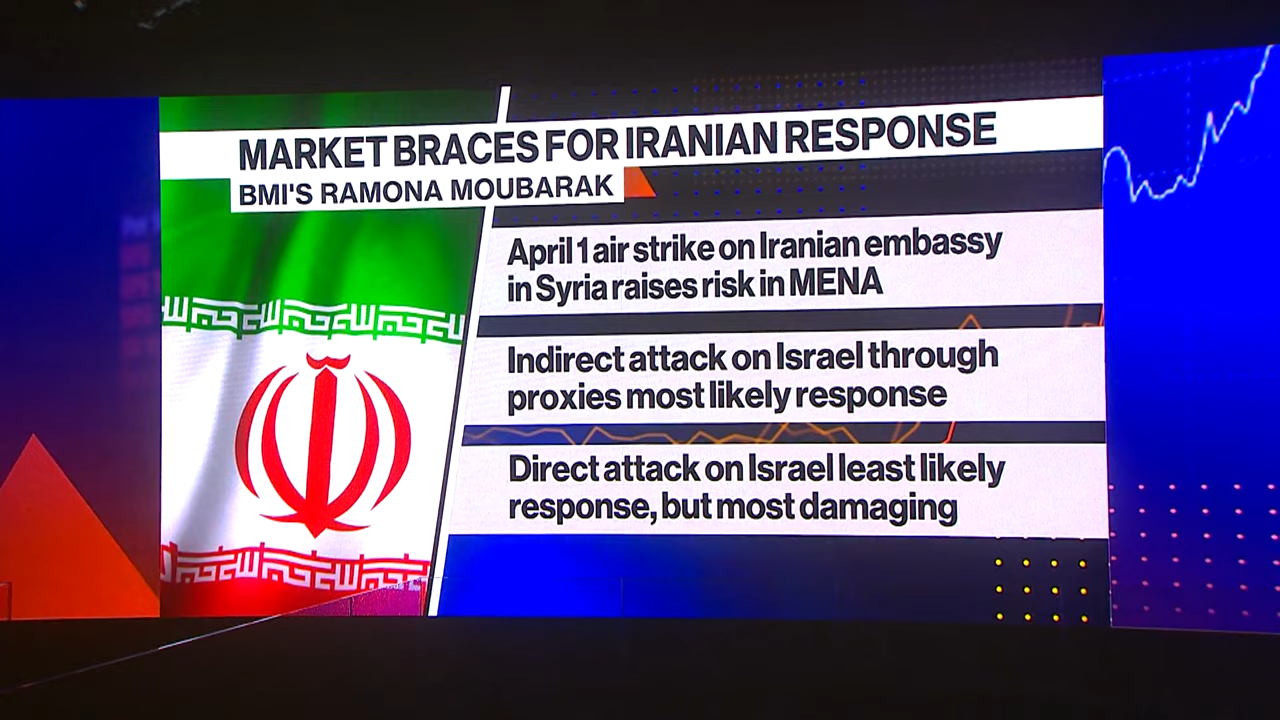 MARKET BRACES FOR IRANIAN RESPONSE
BMI'S RAMONA MOUBARAK
April 1 air strike on Iranian embassy
in Syria raises risk in MENA
Indirect attack on Israel through
proxies most likely response
Direct attack on Israel least likely
response, but most damaging